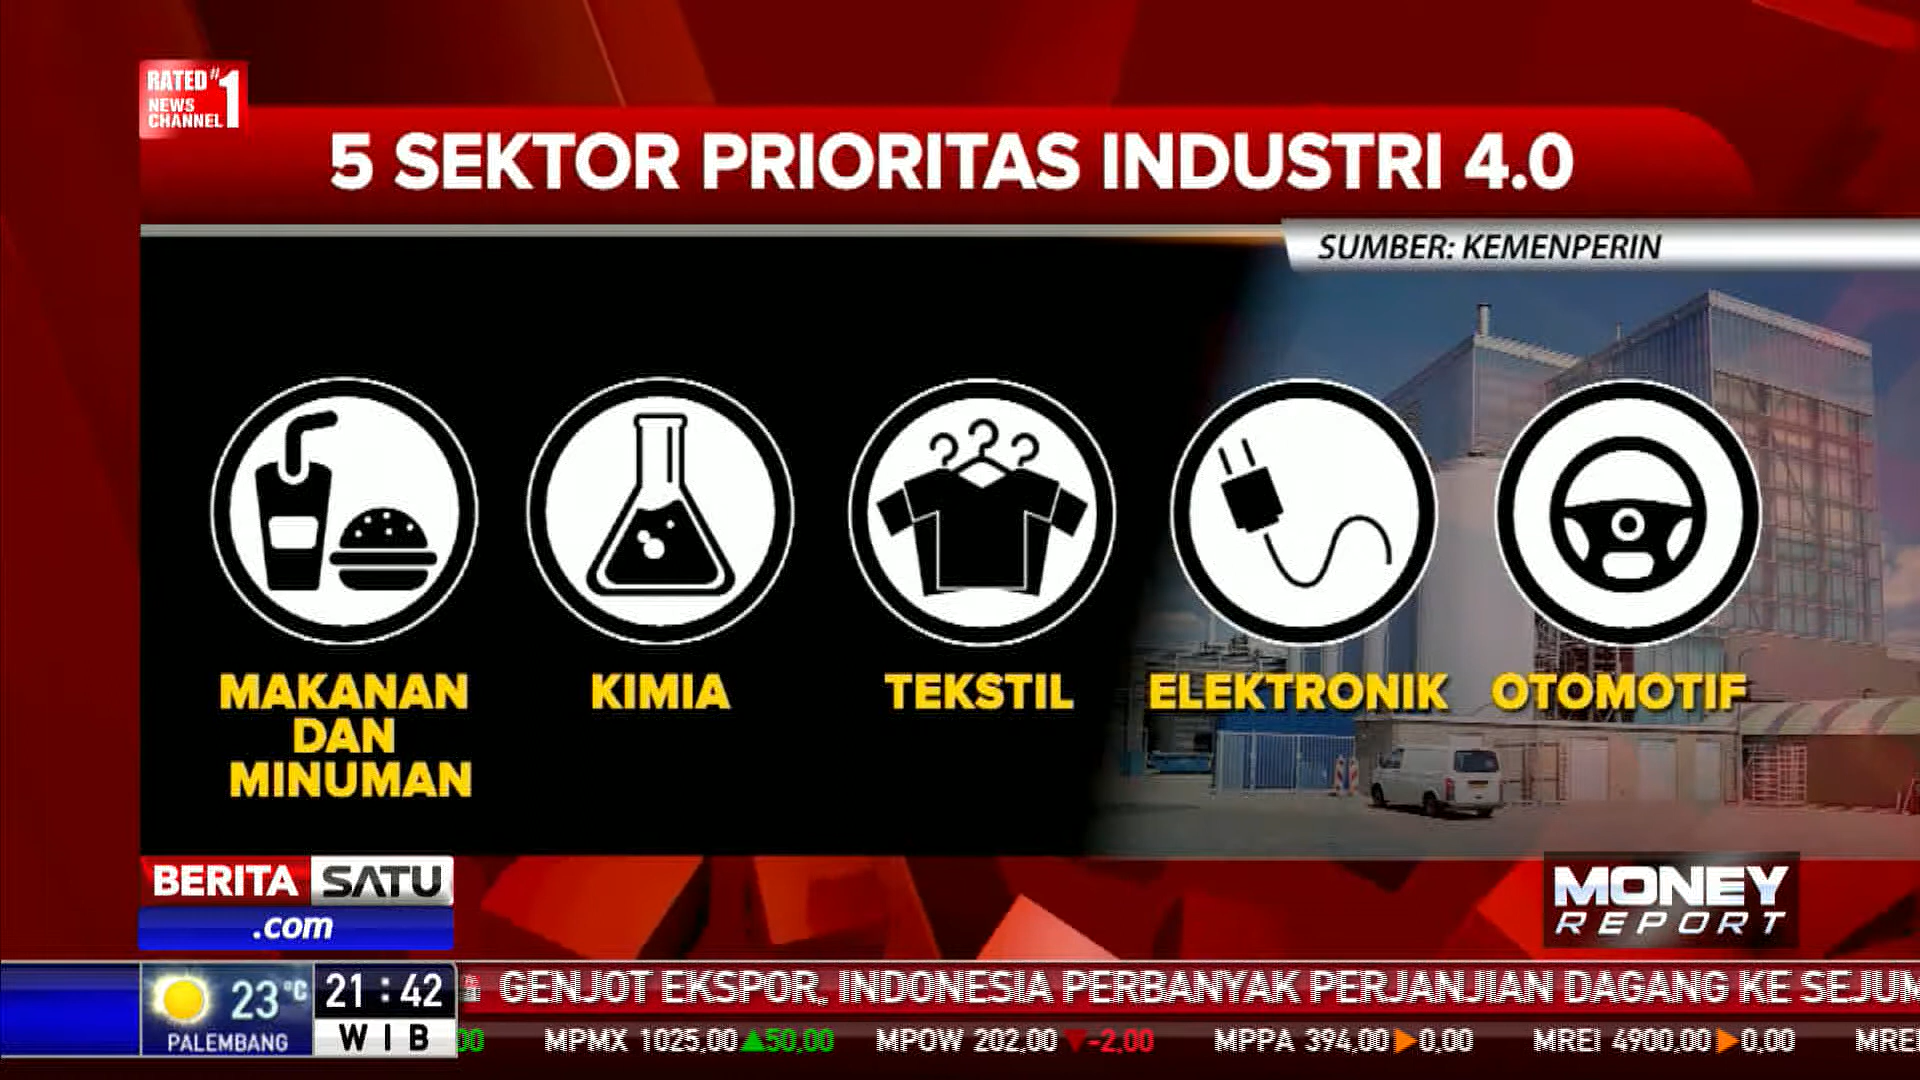 RATED #1
NEWS
CHANNEL
5 SEKTOR PRIORITAS INDUSTRI 4.0
SUMBER: KEMENPERIN
MAKANAN
DAN
MINUMAN
KIMIA
TEKSTIL
ELEKTRONIK
OTOMOTIF
BERITA SATU
.com
MONEY
REPORT
23°C
PALEMBANG
21:42
WIB
GENJOT EKSPOR, INDONESIA PERBANYAK PERJANJIAN DAGANG KE SEJUM
00 MPMX 1025,00 ▲50,00 MPOW 202,00 ▼-2,00 MPPA 394,00 ▶0,00 MREI 4900,00 ▶0,00 MRE